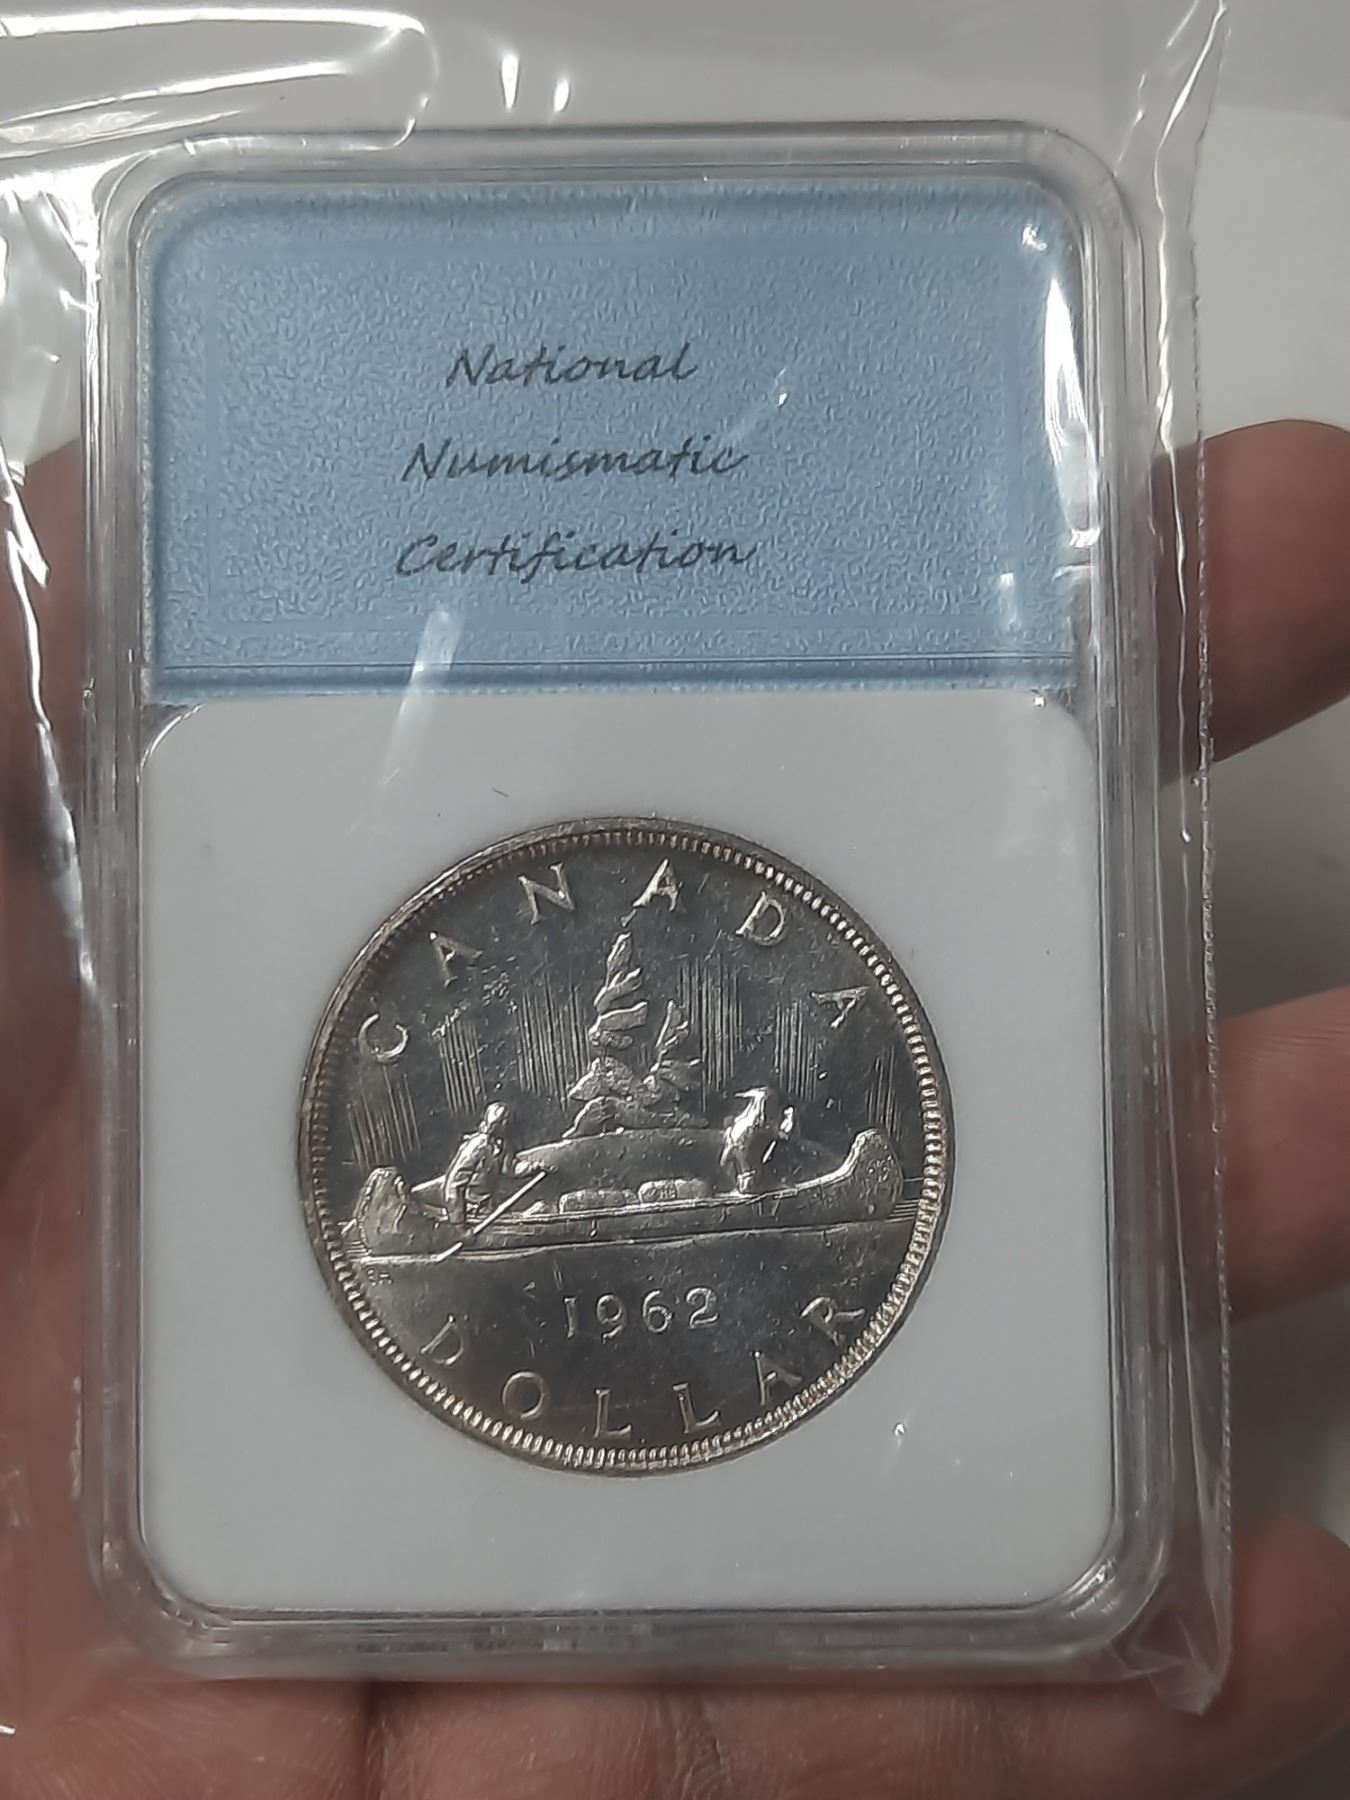 National
Numismatic
Certification
CANADA
1962
DOLLAR